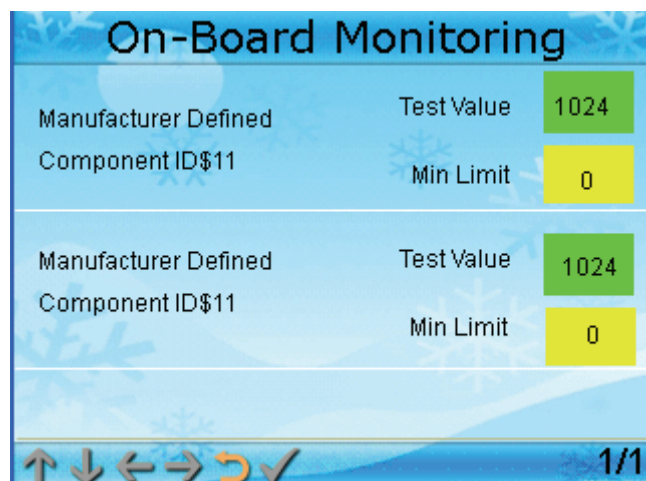 On-Board Monitoring
Manufacturer Defined
Component ID$11
Test Value 1024
Min Limit 0
Manufacturer Defined
Component ID$11
Test Value 1024
Min Limit 0
1/1